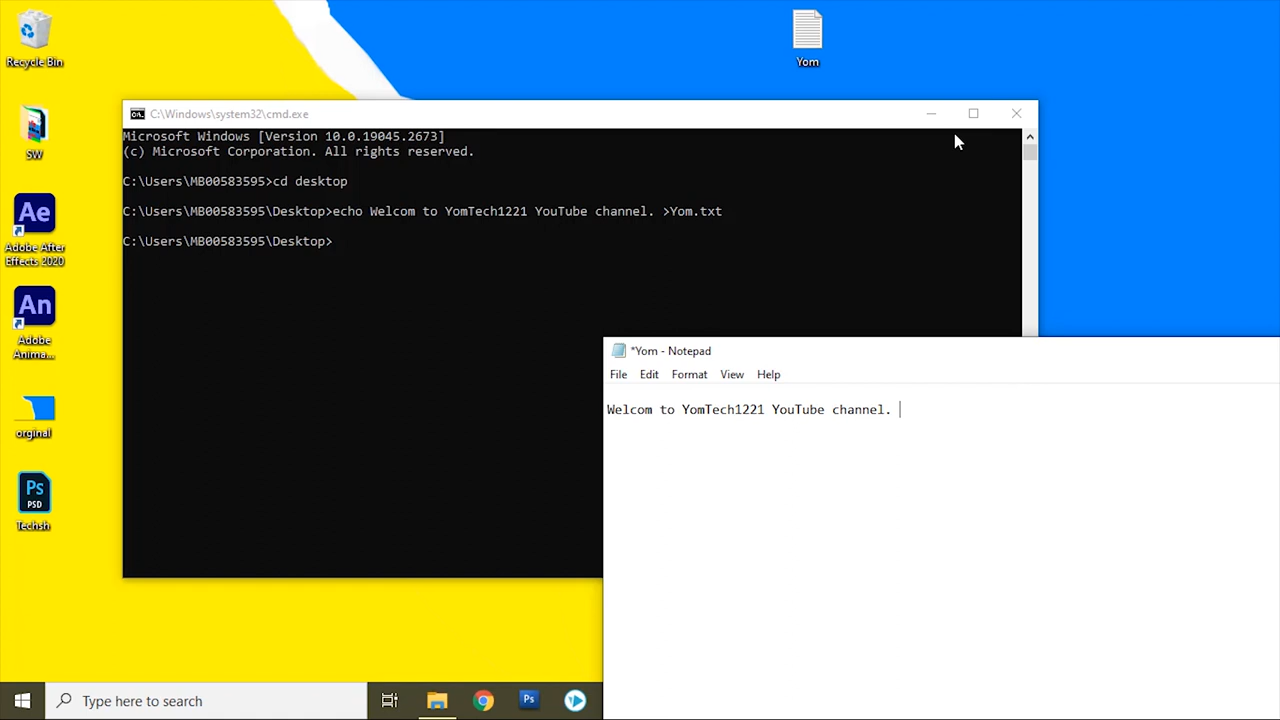 Recycle Bin
SW
Ae
Adobe After
Effects 2020
An
Adobe
Anima...
orginal
Ps
PSD
Techsh
Yom
C:\Windows\system32\cmd.exe
Microsoft Windows [Version 10.0.19045.2673]
(c) Microsoft Corporation. All rights reserved.
C:\Users\MB00583595>cd desktop
C:\Users\MB00583595\Desktop>echo Welcom to YomTech1221 YouTube channel. >Yom.txt
C:\Users\MB00583595\Desktop>
*Yom - Notepad
File Edit Format View Help
Welcom to YomTech1221 YouTube channel.
Type here to search
Ps